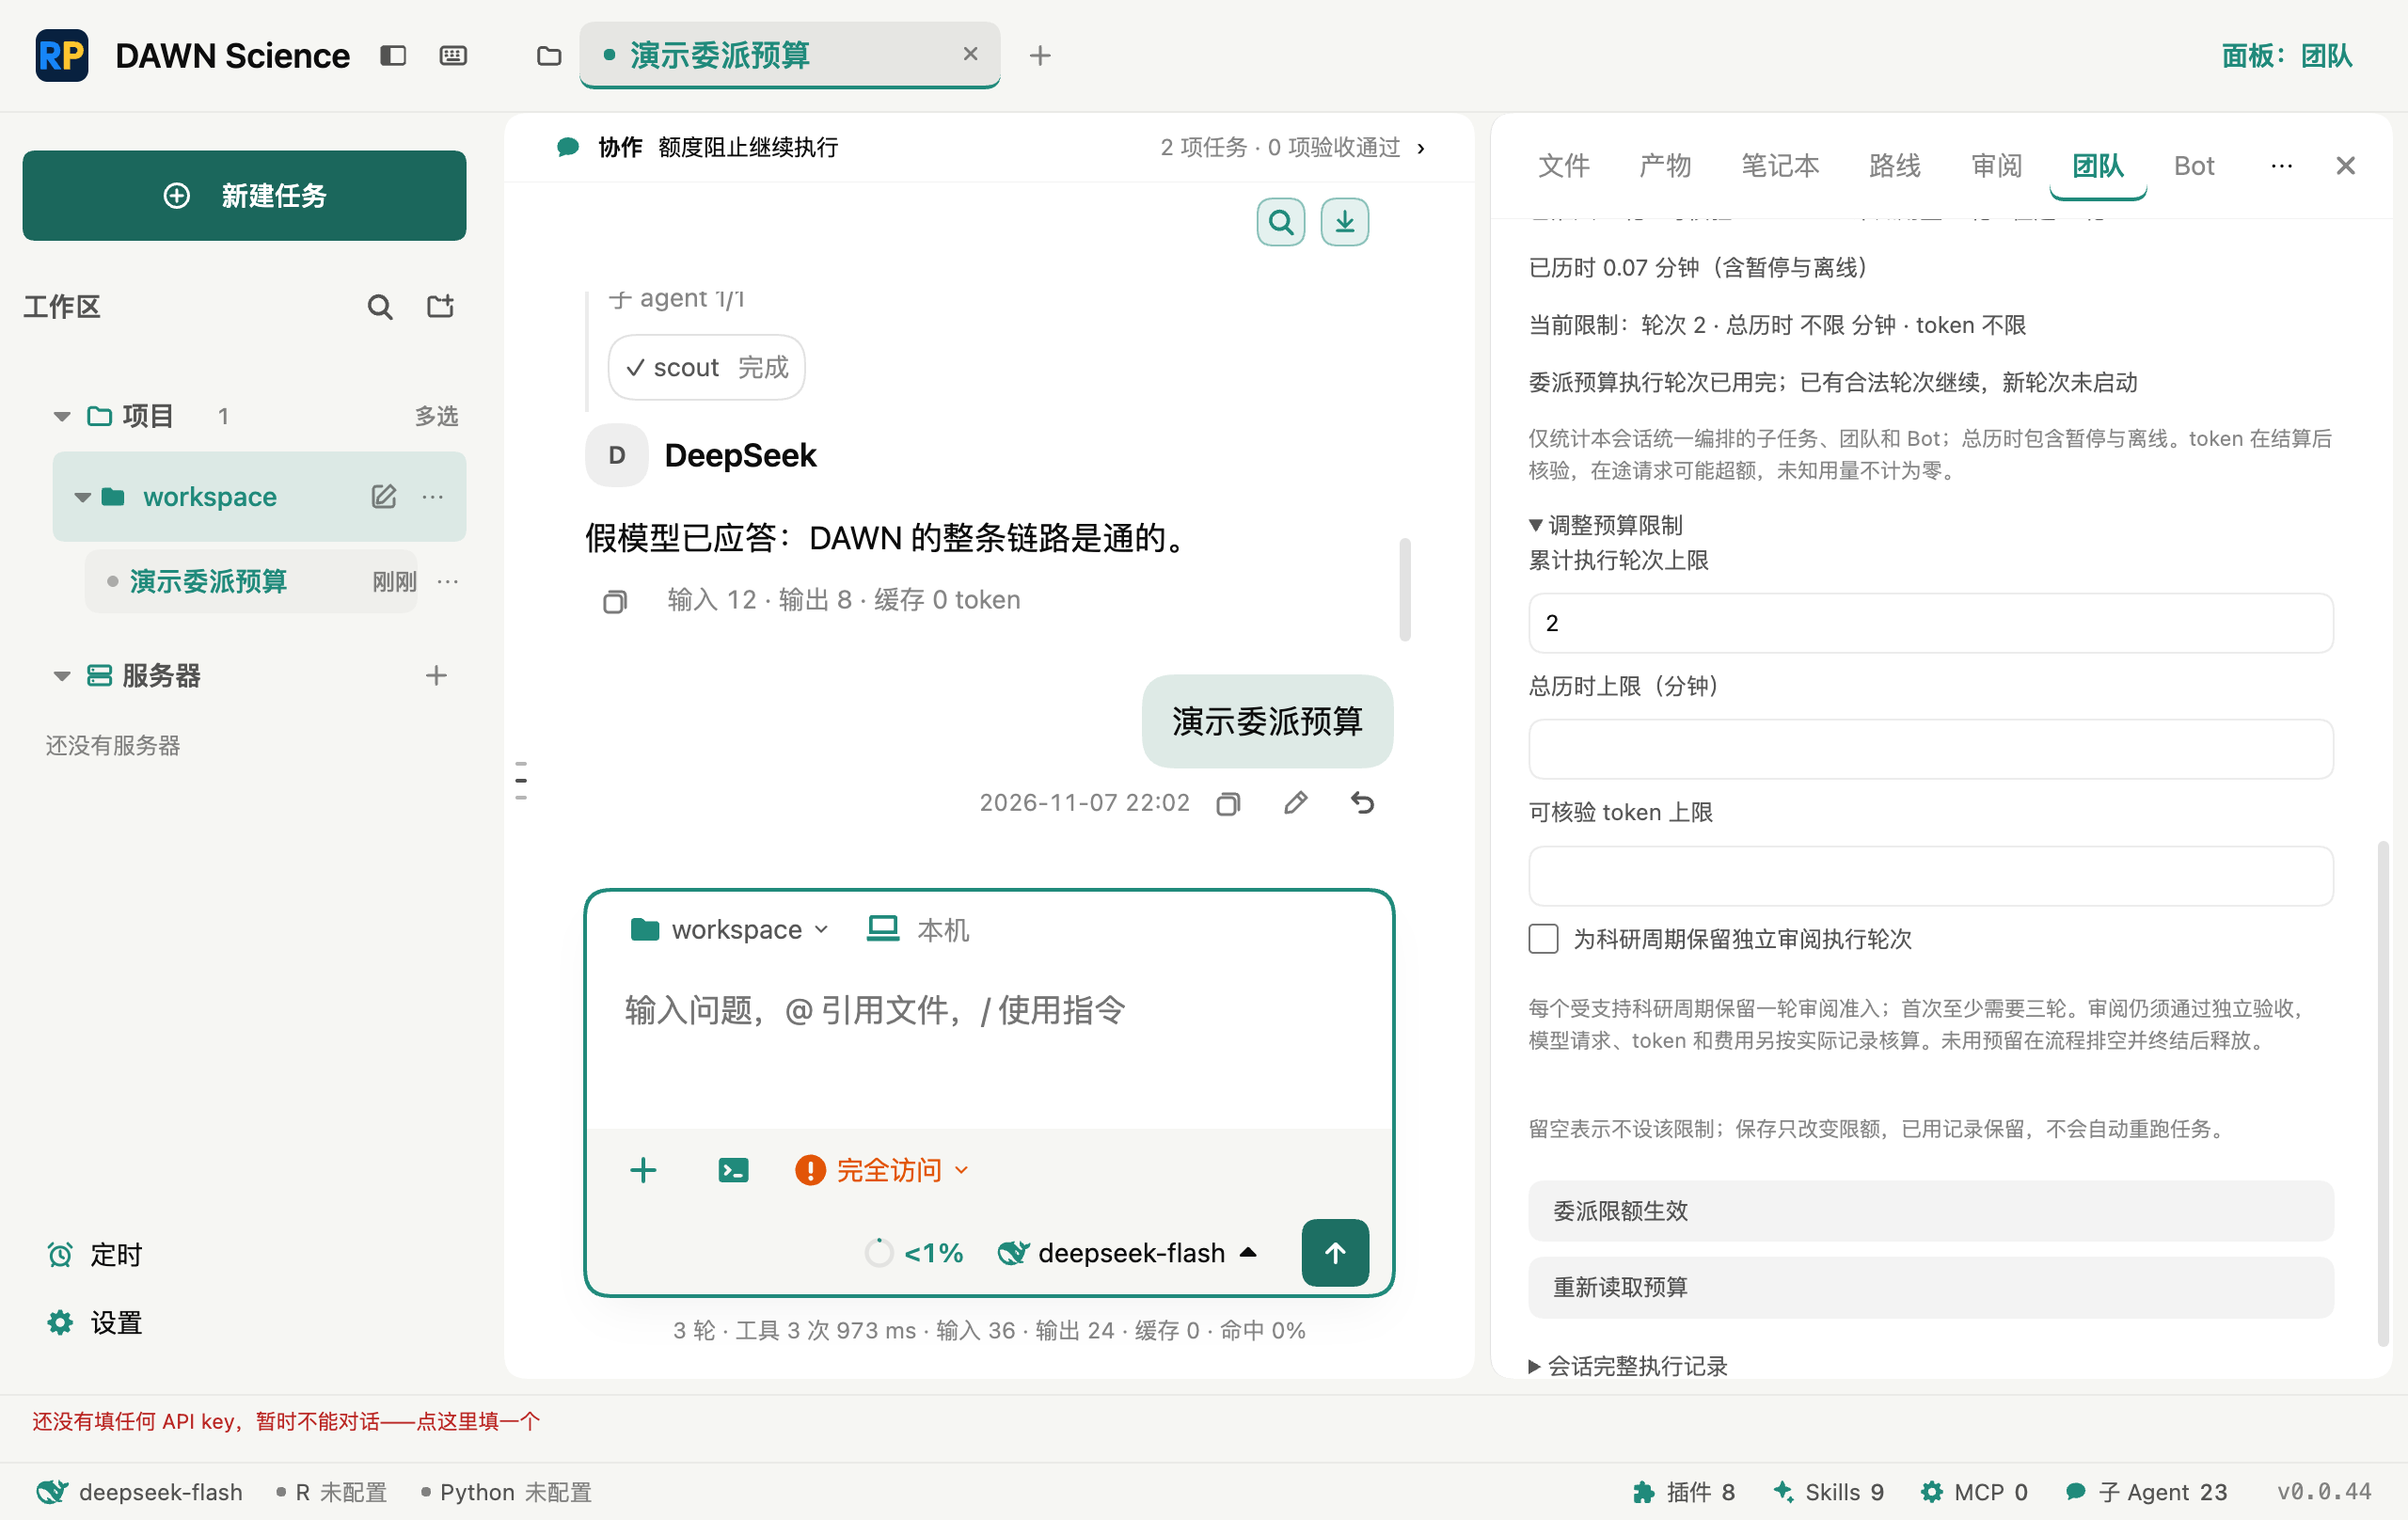 RP DAWN Science
演示委派预算
面板：团队
新建任务
工作区
项目 1 多选
workspace
演示委派预算 刚刚
服务器
还没有服务器
定时
设置
协作 额度阻止继续执行 2 项任务 · 0 项验收通过 ›
子 agent 1/1
✓ scout 完成
D DeepSeek
假模型已应答：DAWN 的整条链路是通的。
输入 12 · 输出 8 · 缓存 0 token
演示委派预算
2026-11-07 22:02
workspace 本机
输入问题，@ 引用文件，/ 使用指令
完全访问
<1% deepseek-flash
3 轮 · 工具 3 次 973 ms · 输入 36 · 输出 24 · 缓存 0 · 命中 0%
文件 产物 笔记本 路线 审阅 团队 Bot ···
已历时 0.07 分钟（含暂停与离线）
当前限制：轮次 2 · 总历时 不限 分钟 · token 不限
委派预算执行轮次已用完；已有合法轮次继续，新轮次未启动
仅统计本会话统一编排的子任务、团队和 Bot；总历时包含暂停与离线。token 在结算后
核验，在途请求可能超额，未知用量不计为零。
调整预算限制
累计执行轮次上限
2
总历时上限（分钟）
可核验 token 上限
为科研周期保留独立审阅执行轮次
每个受支持科研周期保留一轮审阅准入；首次至少需要三轮。审阅仍须通过独立验收，
模型请求、token 和费用另按实际记录核算。未用预留在流程排空并终结后释放。
留空表示不设该限制；保存只改变限额，已用记录保留，不会自动重跑任务。
委派限额生效
重新读取预算
会话完整执行记录
还没有填任何 API key，暂时不能对话——点这里填一个
deepseek-flash R 未配置 Python 未配置
插件 8 Skills 9 MCP 0 子 Agent 23 v0.0.44